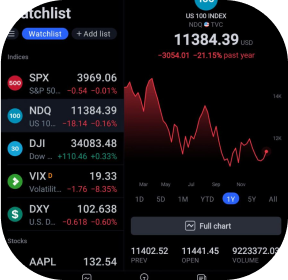 tchlist
Watchlist
+ Add list
Indices
500
SPX
3969.06
S&P 50...
−0.54 −0.01%
100
NDQ
11384.39
US 10...
−18.14 −0.16%
30
DJI
34083.48
Dow ...
+110.46 +0.33%
VIX D
19.33
Volatilit...
−1.76 −8.35%
$
DXY
102.638
U.S. D...
−0.618 −0.60%
Stocks
AAPL
132.54
100
US 100 INDEX
NDQ TVC
11384.39 USD
−3054.01 −21.15% past year
14K
12K
Mar May Jul Sep Nov
1D 5D 1M YTD 1Y 5Y All
Full chart
11402.52 11441.45 9223372.03
PREV OPEN VOLUME